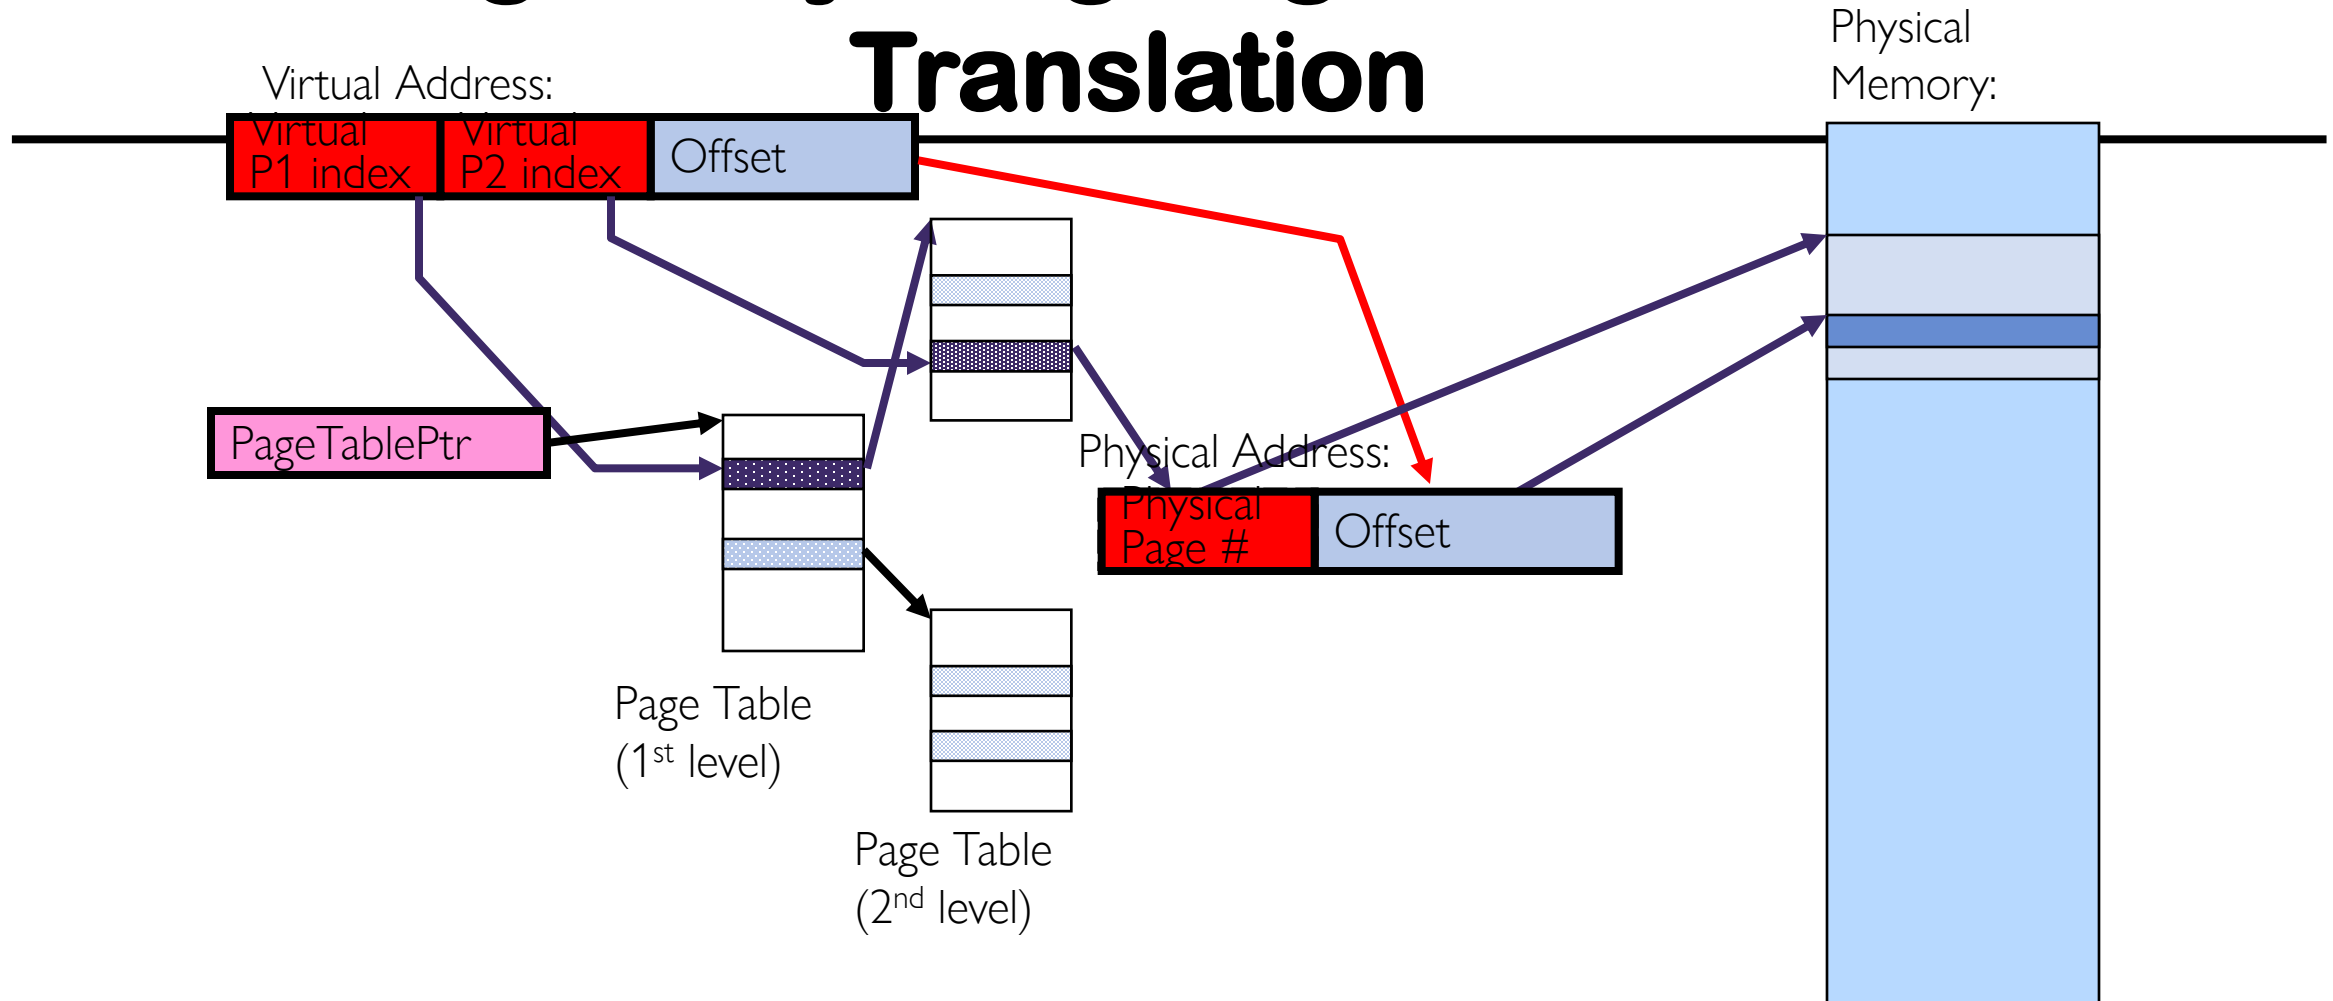 Translation
Physical
Memory:
Virtual Address:
Virtual
P1 index
Virtual
P2 index
Offset
PageTablePtr
Physical Address:
Physical
Page #
Offset
Page Table
(1st level)
Page Table
(2nd level)